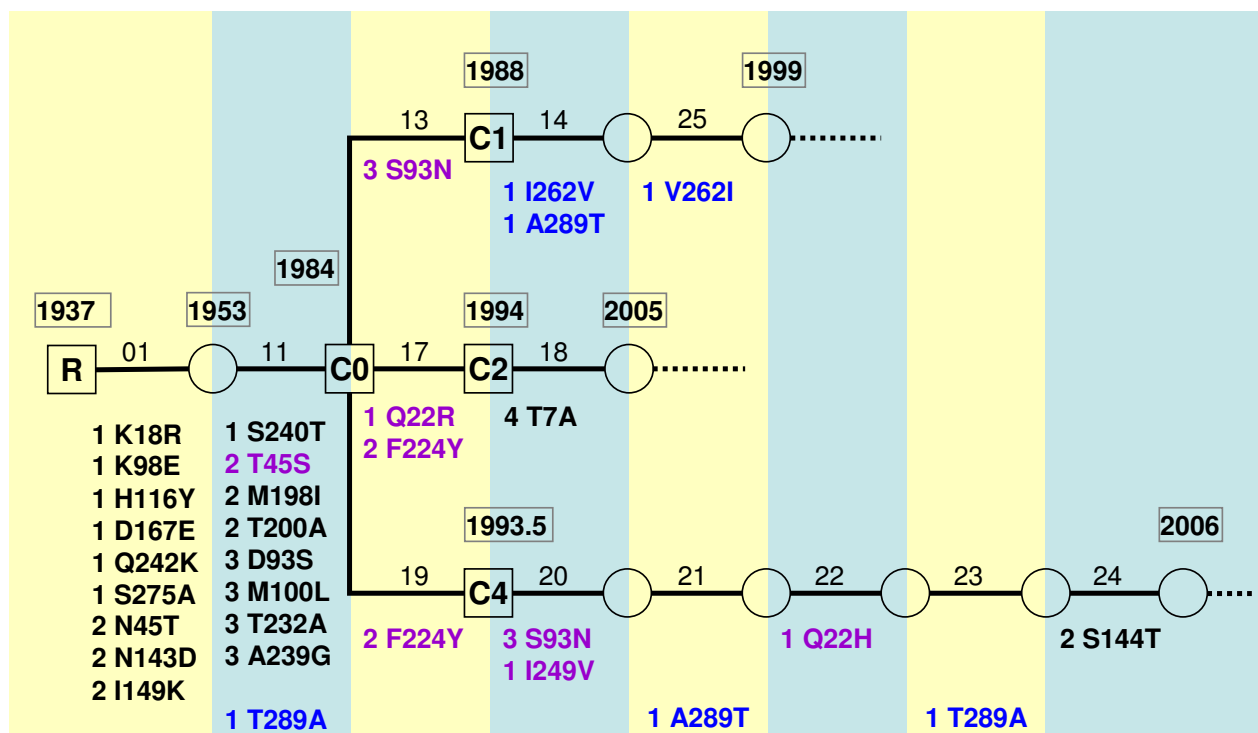 1988
1999
13
C1
14
25
3 S93N
1 I262V
1 V262I
1 A289T
1984
1937
1953
1994
2005
R
01
11
C0
17
C2
18
1 Q22R
4 T7A
2 F224Y
1 K18R
1 K98E
1 H116Y
1 D167E
1 Q242K
1 S275A
2 N45T
2 N143D
2 I149K
1 S240T
2 T45S
2 M198I
2 T200A
3 D93S
3 M100L
3 T232A
3 A239G
1 T289A
1993.5
2006
19
C4
20
21
22
23
24
2 F224Y
3 S93N
1 I249V
1 Q22H
2 S144T
1 A289T
1 T289A